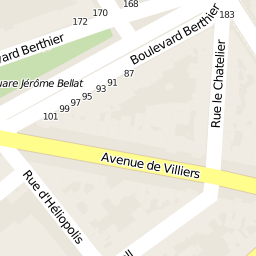 168
170
172
183
Boulevard Berthier
vard Berthier
uare Jérôme Bellat
87
91
93
95
97
99
101
Rue le Chatelier
Avenue de Villiers
Rue d'Héliopolis